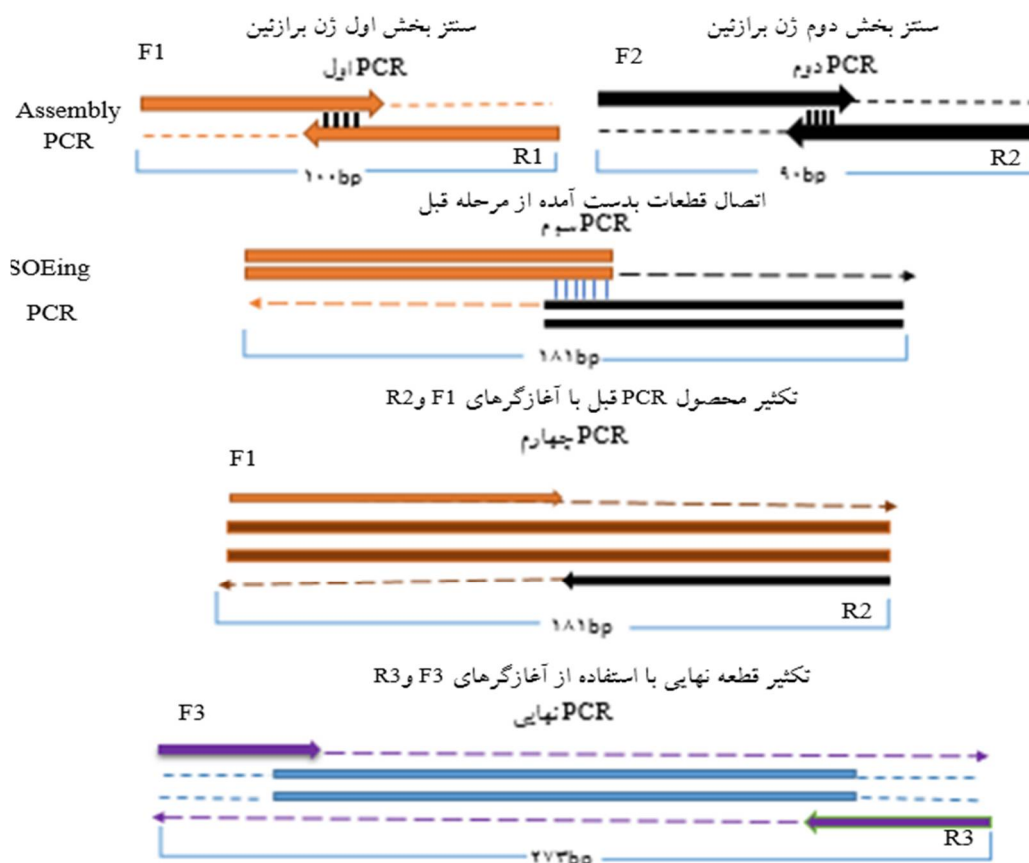 سنتز بخش اول ژن برازئین
سنتز بخش دوم ژن برازئین
F1
PCR اول
F2
PCR دوم
Assembly
PCR
R1
R2
۱۰۰bp
۹۰bp
اتصال قطعات بدست آمده از مرحله قبل
PCR سوم
SOEing
PCR
۱۸۱bp
تکثیر محصول PCR قبل با آغازگرهای F1 وR2
PCR چهارم
F1
R2
۱۸۱bp
تکثیر قطعه نهایی با استفاده از آغازگرهای F3 وR3
PCR نهایی
F3
R3
۲۷۳bp